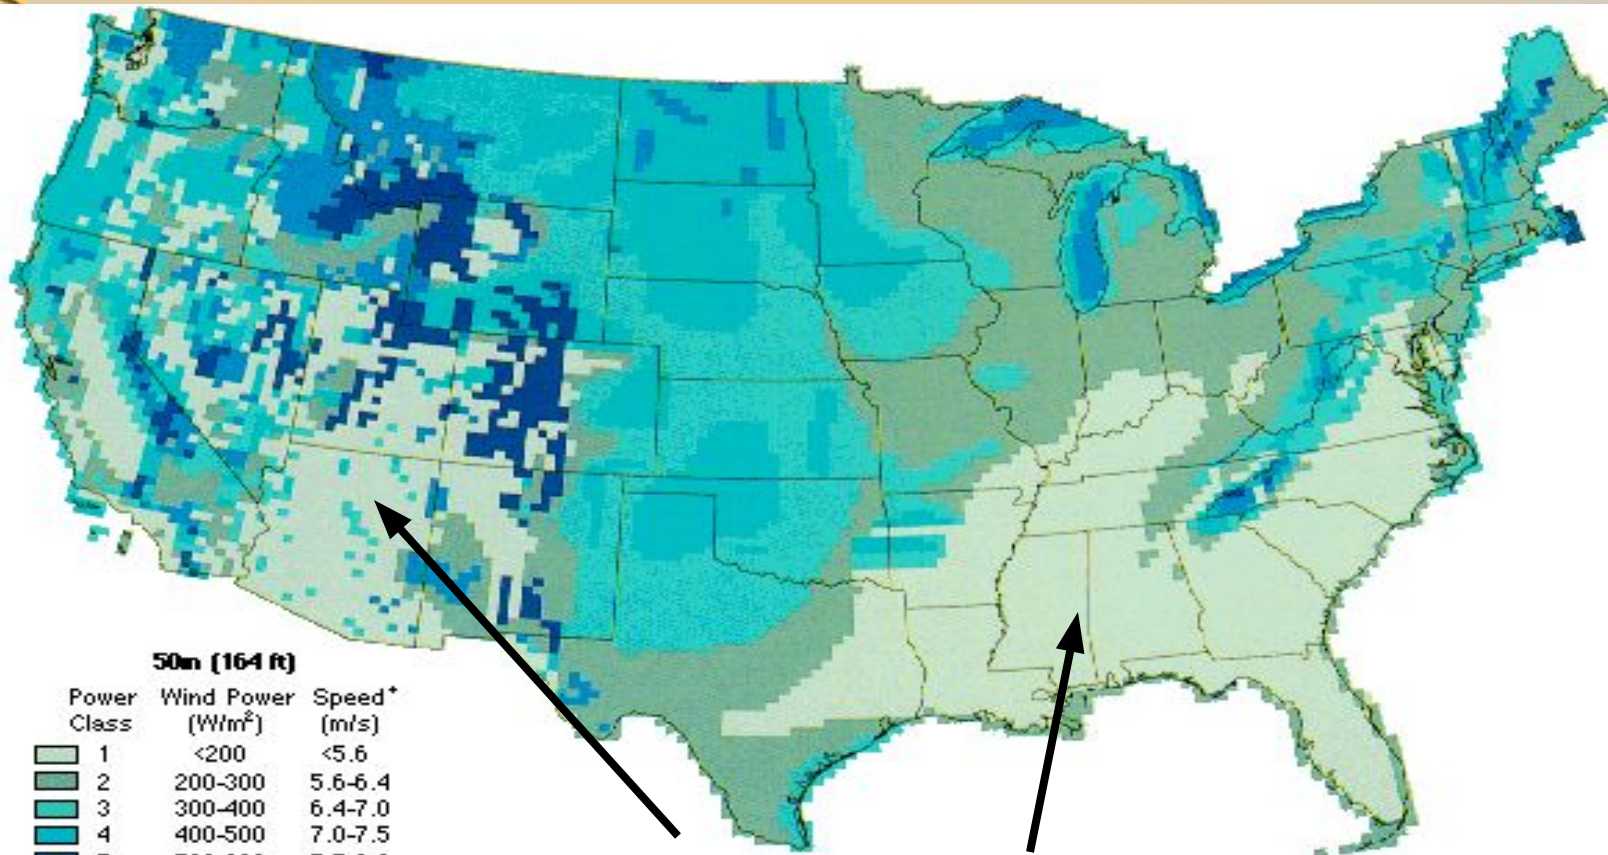 50m (164 ft)
Power Wind Power Speed*
Class (W/m²) (m/s)
1 <200 <5.6
2 200-300 5.6-6.4
3 300-400 6.4-7.0
4 400-500 7.0-7.5